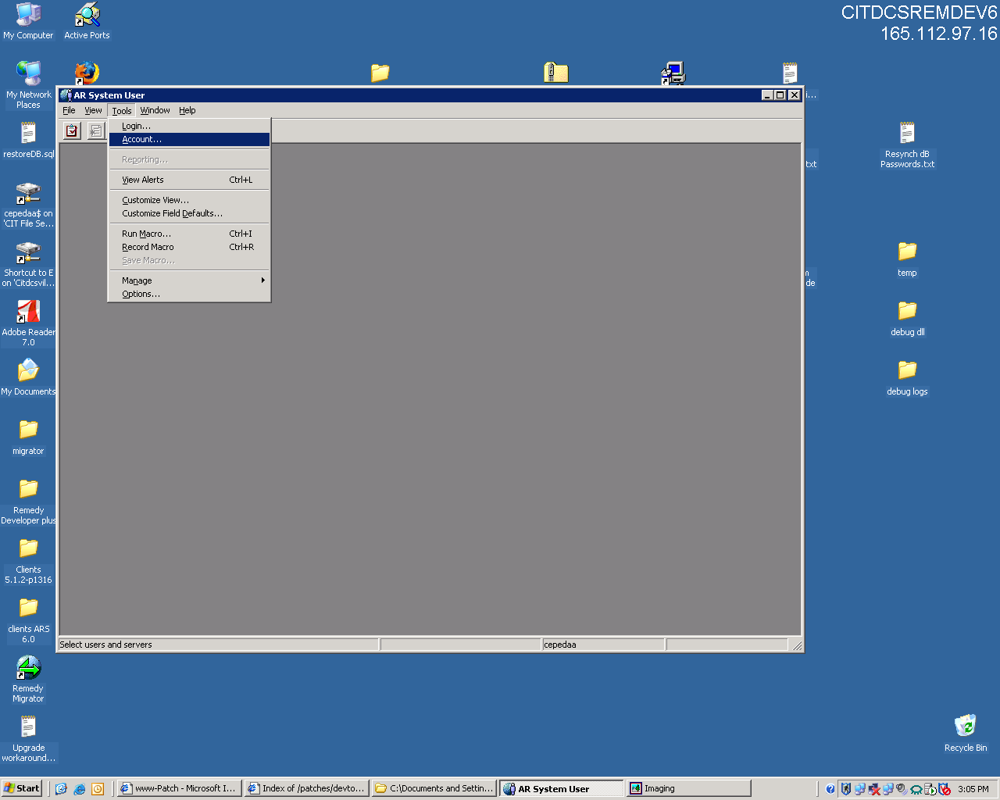 CITDCSREMDEV6
165.112.97.16
My Computer
Active Ports
My Network
Places
restoreDB.sql
cepedaa$ on
'CIT File Se...
Shortcut to E
on 'Citdcsvil...
Adobe Reader
7.0
My Documents
migrator
Remedy
Developer plus
Clients
5.1.2-p1316
clients ARS
6.0
Remedy
Migrator
Upgrade
workaround...
AR System User
File View Tools Window Help
Login...
Account...
Reporting...
View Alerts Ctrl+L
Customize View...
Customize Field Defaults...
Run Macro... Ctrl+I
Record Macro Ctrl+R
Save Macro...
Manage
Options...
Select users and servers
cepedaa
i...
txt
de
Resynch dB
Passwords.txt
temp
debug dll
debug logs
Recycle Bin
Start
www-Patch - Microsoft I...
Index of /patches/devto...
C:\Documents and Settin...
AR System User
Imaging
3:05 PM